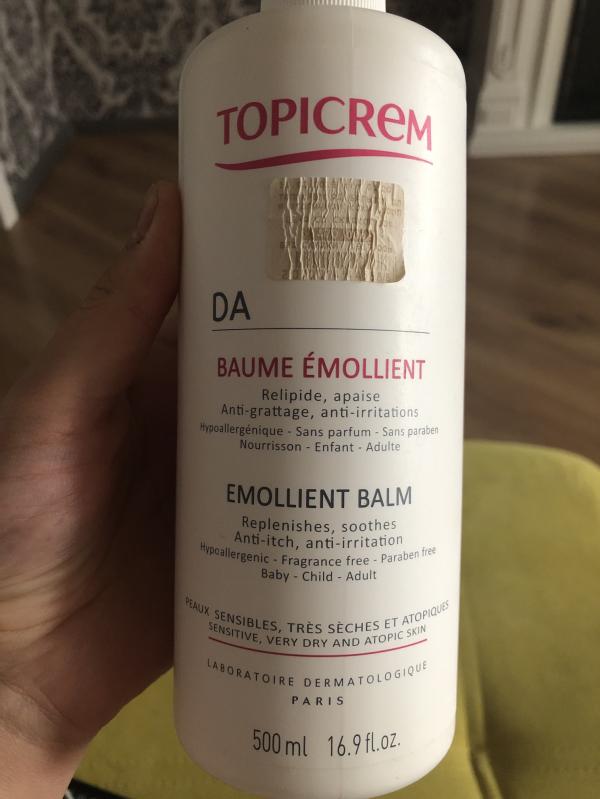 TOPICREM
DA
BAUME ÉMOLLIENT
Relipide, apaise
Anti-grattage, anti-irritations
Hypoallergénique - Sans parfum - Sans paraben
Nourrisson - Enfant - Adulte
EMOLLIENT BALM
Replenishes, soothes
Anti-itch, anti-irritation
Hypoallergenic - Fragrance free - Paraben free
Baby - Child - Adult
PEAUX SENSIBLES, TRÈS SÈCHES ET ATOPIQUES
SENSITIVE, VERY DRY AND ATOPIC SKIN
LABORATOIRE DERMATOLOGIQUE
PARIS
500 ml 16.9 fl.oz.